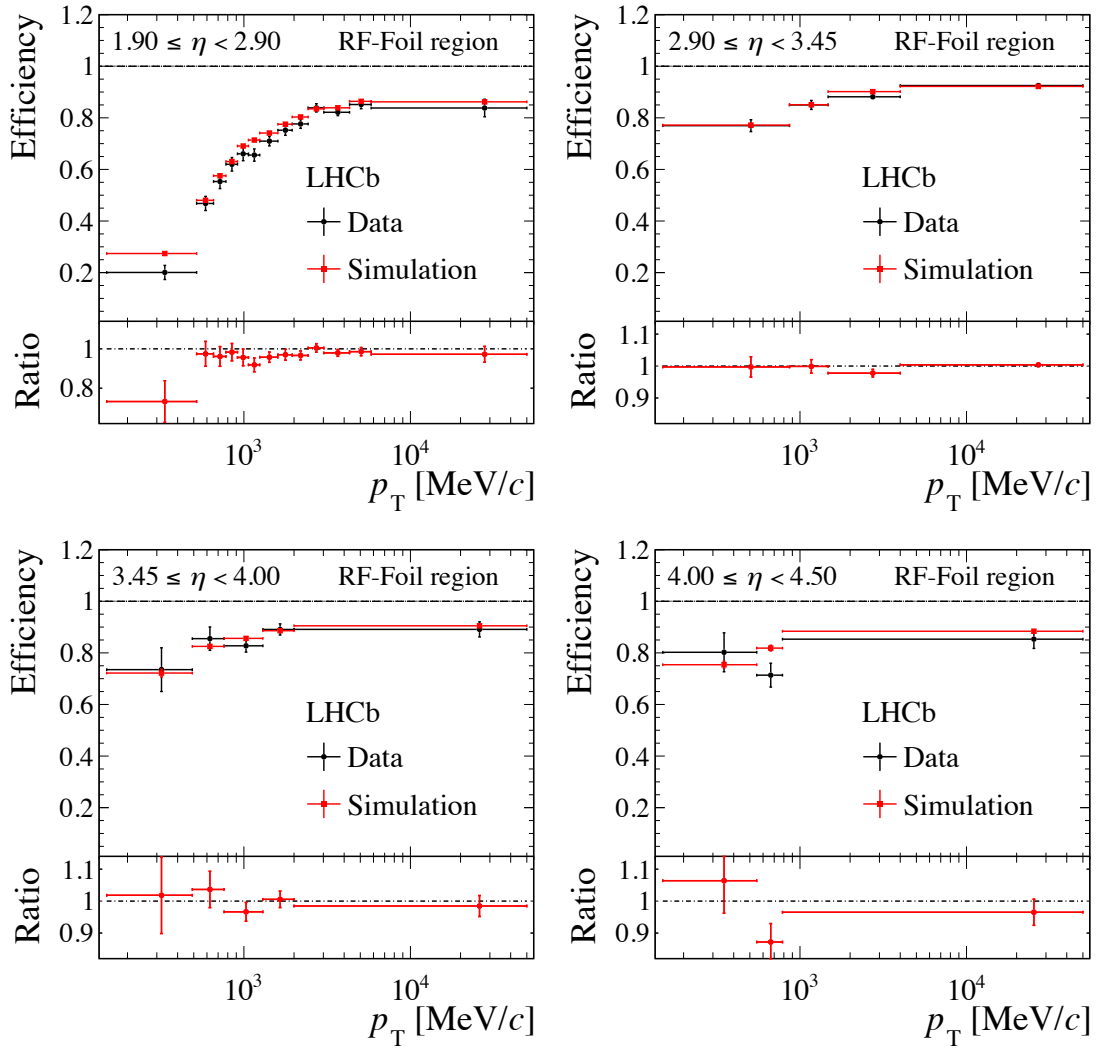 1.2
1.90 ≤ η < 2.90 RF-Foil region
1
Efficiency
0.8
0.6
LHCb
Data
0.4
Simulation
0.2
1
Ratio
0.8
10³ 10⁴
p_T [MeV/c]
1.2
2.90 ≤ η < 3.45 RF-Foil region
1
Efficiency
0.8
0.6
LHCb
Data
0.4
Simulation
0.2
1.1
1.0
Ratio
0.9
10³ 10⁴
p_T [MeV/c]
1.2
3.45 ≤ η < 4.00 RF-Foil region
1
Efficiency
0.8
0.6
LHCb
Data
0.4
Simulation
0.2
1.1
1
Ratio
0.9
10³ 10⁴
p_T [MeV/c]
1.2
4.00 ≤ η < 4.50 RF-Foil region
1
Efficiency
0.8
0.6
LHCb
Data
0.4
Simulation
0.2
1.1
1
Ratio
0.9
10³ 10⁴
p_T [MeV/c]